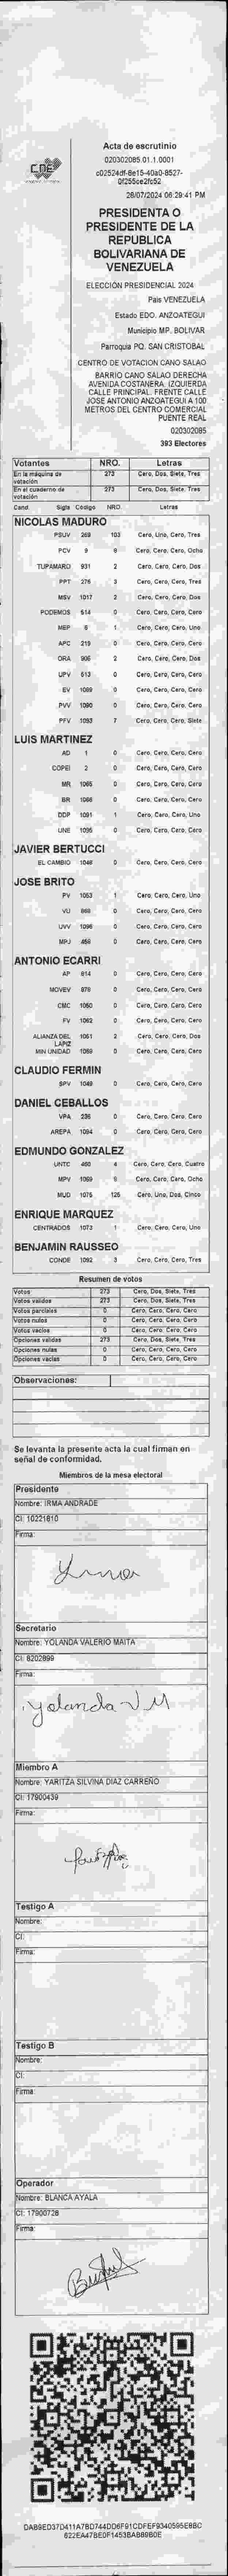 Acta de escrutinio
020302085.01.1.0001
c02524df-8e15-40a0-8527-
0f255ce2fc52
28/07/2024 06:29:41 PM
CDE
PRESIDENTA O
PRESIDENTE DE LA
REPUBLICA
BOLIVARIANA DE
VENEZUELA
ELECCIÓN PRESIDENCIAL 2024
Pais VENEZUELA
Estado EDO. ANZOATEGUI
Municipio MP. BOLIVAR
Parroquia PQ. SAN CRISTOBAL
CENTRO DE VOTACION CANO SALAO
BARRIO CANO SALAO DERECHA
AVENIDA COSTANERA. IZQUIERDA
CALLE PRINCIPAL. FRENTE CALLE
JOSE ANTONIO ANZOATEGUI A 100
METROS DEL CENTRO COMERCIAL
PUENTE REAL
020302085
393 Electores
Votantes NRO. Letras
En la máquina de votación 273 Cero, Dos, Siete, Tres
En el cuaderno de votación 273 Cero, Dos, Siete, Tres
Cand. Sigla Codigo NRO. Letras
NICOLAS MADURO
PSUV 269 103 Cero, Uno, Cero, Tres
PCV 9 8 Cero, Cero, Cero, Ocho
TUPAMARO 931 2 Cero, Cero, Cero, Dos
PPT 276 3 Cero, Cero, Cero, Tres
MSV 1017 2 Cero, Cero, Cero, Dos
PODEMOS 514 0 Cero, Cero, Cero, Cero
MEP 6 1 Cero, Cero, Cero, Uno
APC 219 0 Cero, Cero, Cero, Cero
ORA 906 2 Cero, Cero, Cero, Dos
UPV 513 0 Cero, Cero, Cero, Cero
EV 1089 0 Cero, Cero, Cero, Cero
PVV 1090 0 Cero, Cero, Cero, Cero
PFV 1093 7 Cero, Cero, Cero, Siete
LUIS MARTINEZ
AD 1 0 Cero, Cero, Cero, Cero
COPEI 2 0 Cero, Cero, Cero, Cero
MR 1065 0 Cero, Cero, Cero, Cero
BR 1068 0 Cero, Cero, Cero, Cero
DDP 1091 1 Cero, Cero, Cero, Uno
UNE 1095 0 Cero, Cero, Cero, Cero
JAVIER BERTUCCI
EL CAMBIO 1046 0 Cero, Cero, Cero, Cero
JOSE BRITO
PV 1053 1 Cero, Cero, Cero, Uno
VU 868 0 Cero, Cero, Cero, Cero
UVV 1096 0 Cero, Cero, Cero, Cero
MPJ 458 0 Cero, Cero, Cero, Cero
ANTONIO ECARRI
AP 814 0 Cero, Cero, Cero, Cero
MOVEV 978 0 Cero, Cero, Cero, Cero
CMC 1050 0 Cero, Cero, Cero, Cero
FV 1062 0 Cero, Cero, Cero, Cero
ALIANZA DEL LAPIZ 1051 2 Cero, Cero, Cero, Dos
MIN UNIDAD 1059 0 Cero, Cero, Cero, Cero
CLAUDIO FERMIN
SPV 1049 0 Cero, Cero, Cero, Cero
DANIEL CEBALLOS
VPA 235 0 Cero, Cero, Cero, Cero
AREPA 1094 0 Cero, Cero, Cero, Cero
EDMUNDO GONZALEZ
UNTC 450 4 Cero, Cero, Cero, Cuatro
MPV 1069 8 Cero, Cero, Cero, Ocho
MUD 1075 125 Cero, Uno, Dos, Cinco
ENRIQUE MARQUEZ
CENTRADOS 1073 1 Cero, Cero, Cero, Uno
BENJAMIN RAUSSEO
CONDE 1092 3 Cero, Cero, Cero, Tres
Resumen de votos
Votos 273 Cero, Dos, Siete, Tres
Votos validos 273 Cero, Dos, Siete, Tres
Votos parciales 0 Cero, Cero, Cero, Cero
Votos nulos 0 Cero, Cero, Cero, Cero
Votos vacios 0 Cero, Cero, Cero, Cero
Opciones validas 273 Cero, Dos, Siete, Tres
Opciones nulas 0 Cero, Cero, Cero, Cero
Opciones vacias 0 Cero, Cero, Cero, Cero
Observaciones:
Se levanta la presente acta la cual firman en
señal de conformidad.
Miembros de la mesa electoral
Presidente
Nombre: IRMA ANDRADE
CI: 10221610
Firma:
Irma
Secretario
Nombre: YOLANDA VALERIO MAITA
CI: 8202899
Firma:
Yolanda V M
Miembro A
Nombre: YARITZA SILVINA DIAZ CARREÑO
CI: 17900439
Firma:
Testigo A
Nombre:
CI:
Firma:
Testigo B
Nombre:
CI:
Firma:
Operador
Nombre: BLANCA AYALA
CI: 17900728
Firma: